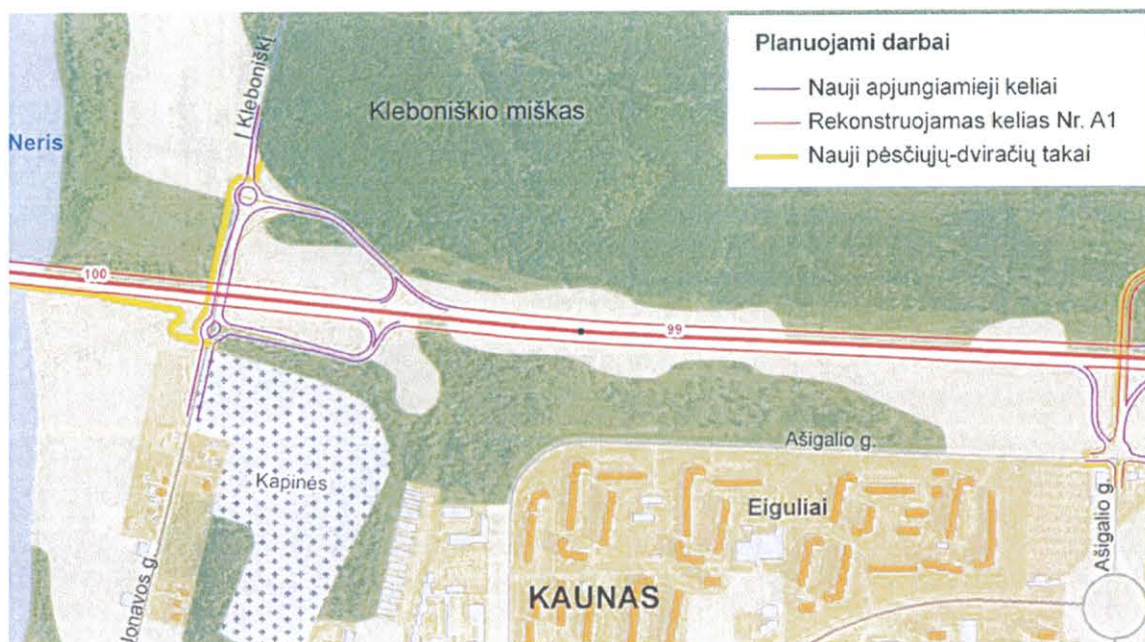 Planuojami darbai
Nauji apjungiamieji keliai
Rekonstruojamas kelias Nr. A1
Nauji pėsčiųjų-dviračių takai
Į Kleboniškį
Kleboniškio miškas
Neris
100
99
Ašigalio g.
Kapinės
Eiguliai
Ašigalio g.
KAUNAS
Jonavos g.